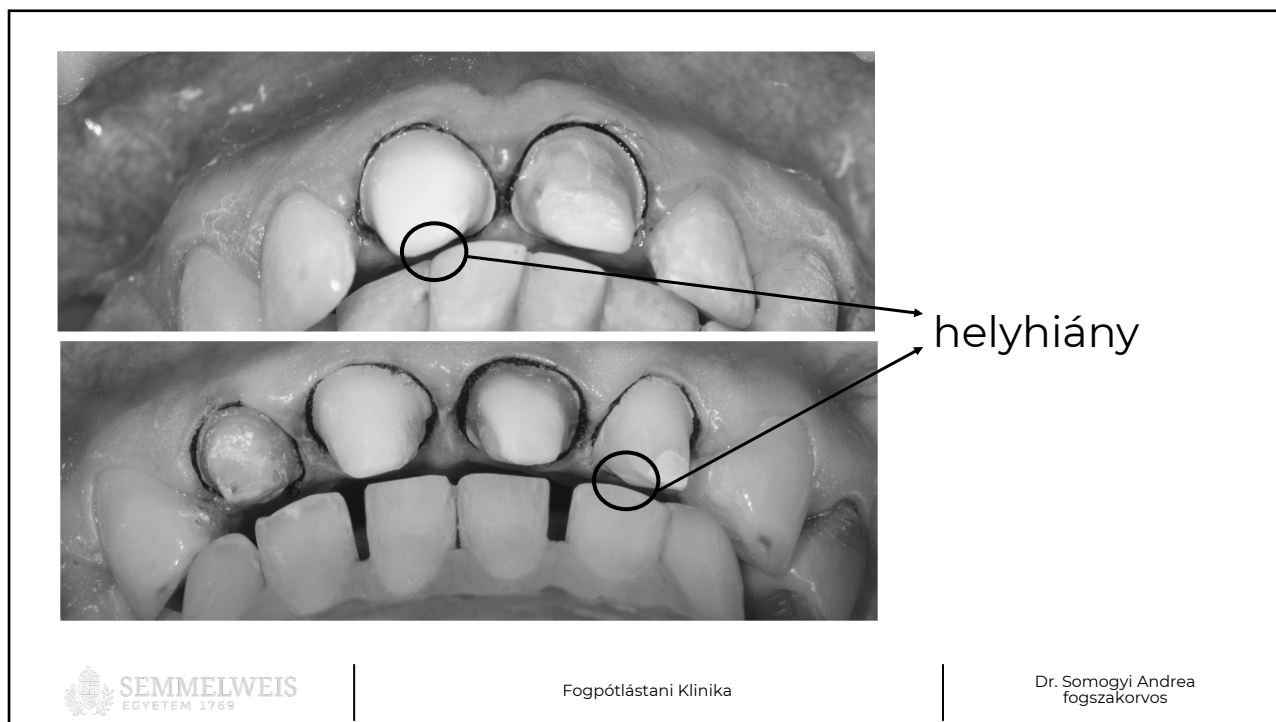 helyhiány
SEMMELWEIS
EGYETEM 1769
Fogpótlástani Klinika
Dr. Somogyi Andrea
fogszakorvos